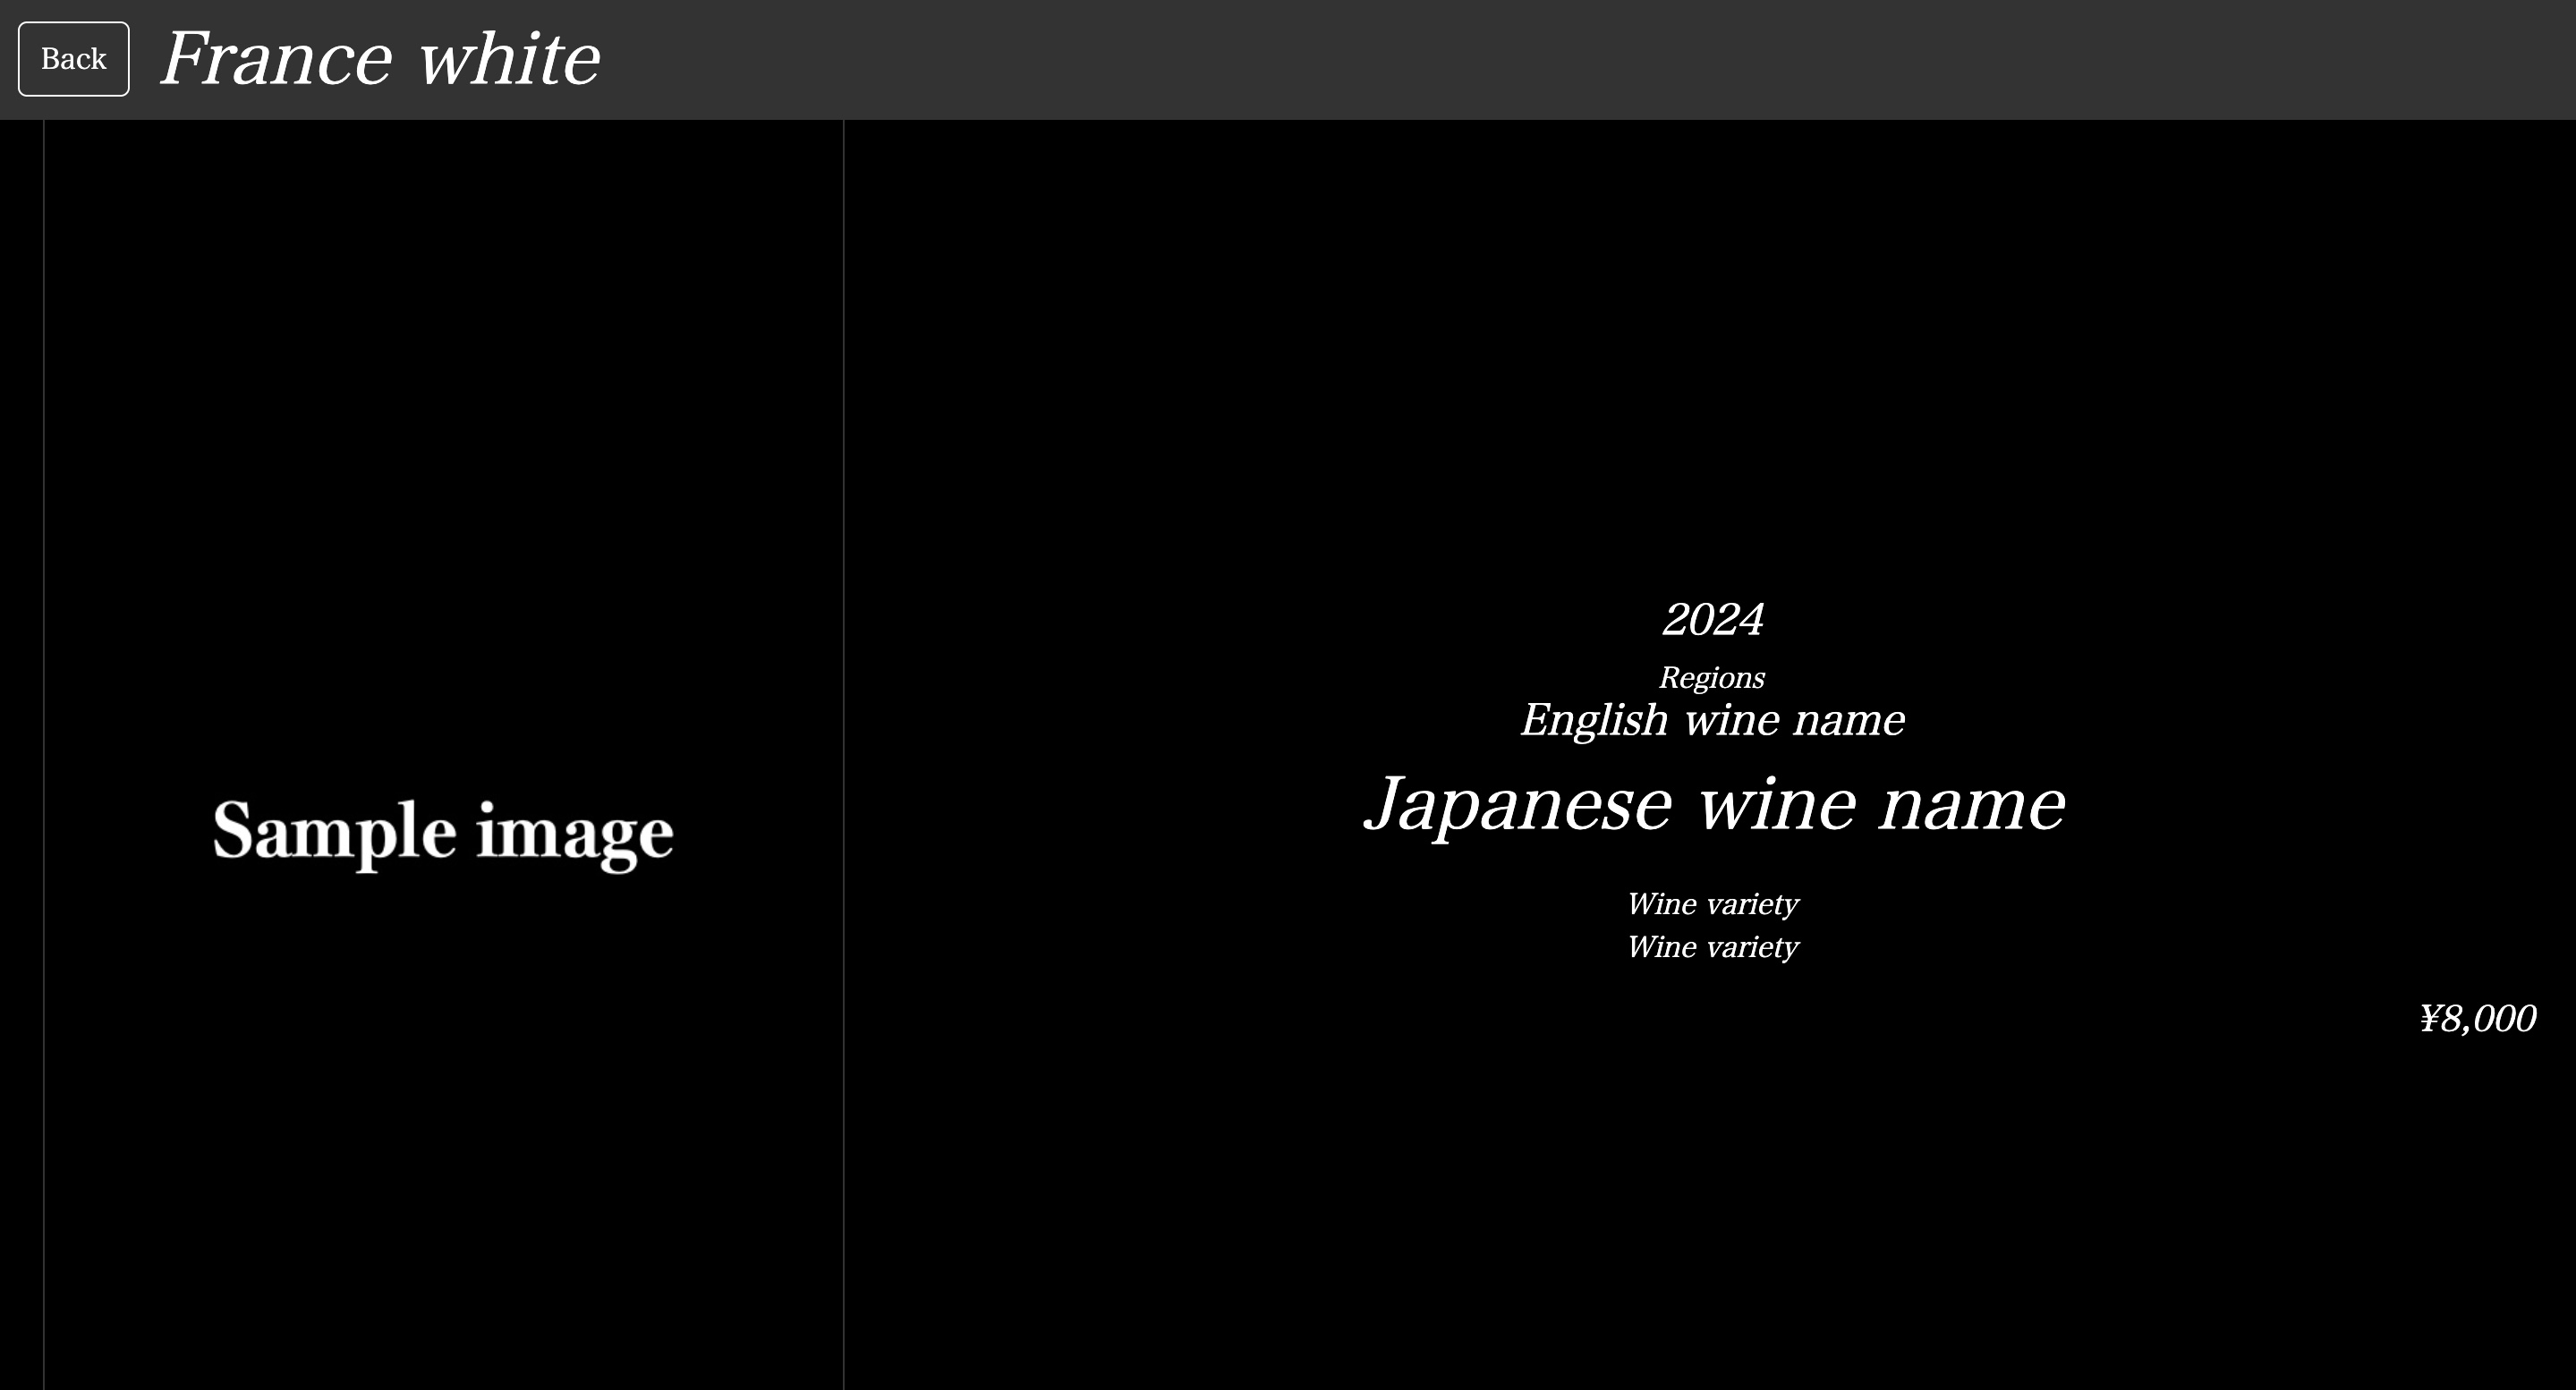 Back
France white
Sample image
2024
Regions
English wine name
Japanese wine name
Wine variety
Wine variety
¥8,000